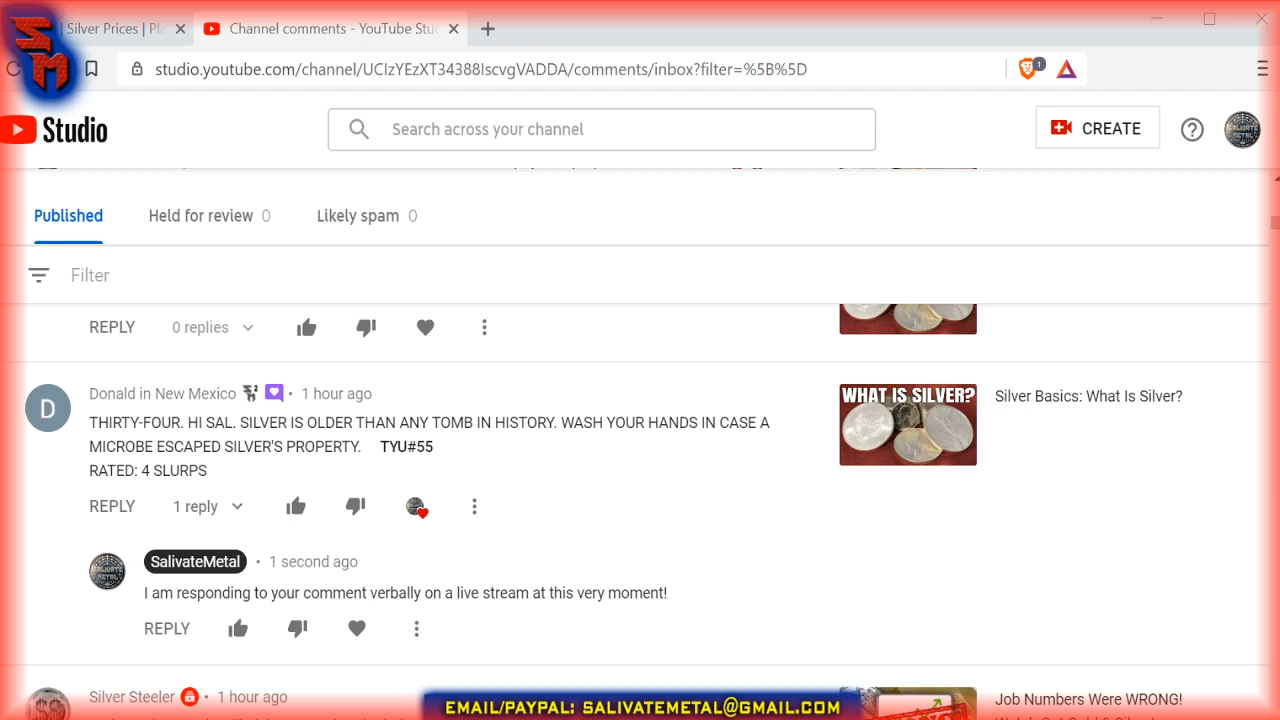 SM
Silver Prices | Pl
Channel comments - YouTube Stu
studio.youtube.com/channel/UClzYEzXT34388IscvgVADDA/comments/inbox?filter=%5B%5D
1
Studio
Search across your channel
CREATE
Published
Held for review 0
Likely spam 0
Filter
REPLY
0 replies
Donald in New Mexico
• 1 hour ago
THIRTY-FOUR. HI SAL. SILVER IS OLDER THAN ANY TOMB IN HISTORY. WASH YOUR HANDS IN CASE A
MICROBE ESCAPED SILVER'S PROPERTY. TYU#55
RATED: 4 SLURPS
REPLY
1 reply
WHAT IS SILVER?
Silver Basics: What Is Silver?
D
SalivateMetal • 1 second ago
I am responding to your comment verbally on a live stream at this very moment!
REPLY
Silver Steeler • 1 hour ago
Job Numbers Were WRONG!
EMAIL/PAYPAL: SALIVATEMETAL@GMAIL.COM